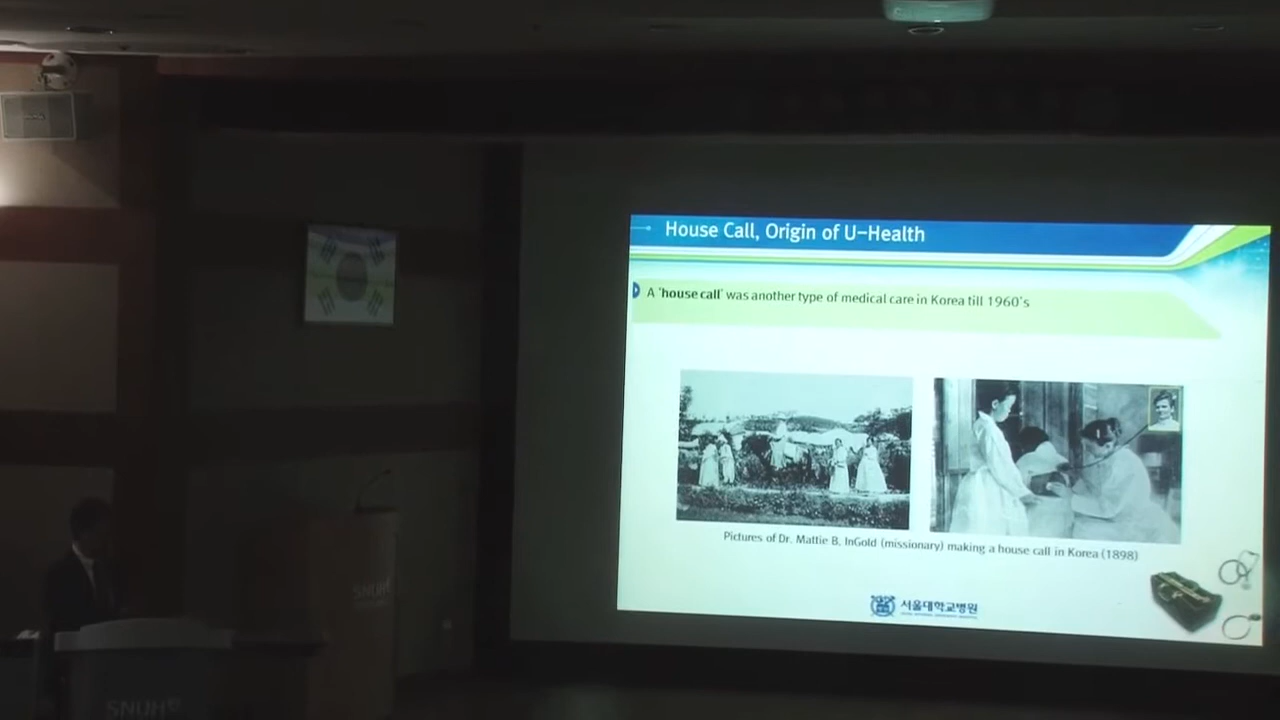 House Call, Origin of U-Health
A 'house call' was another type of medical care in Korea till 1960's
Pictures of Dr. Mattie B, InGold (missionary) making a house call in Korea (1898)
서울대학교병원
SNUH
SNUH